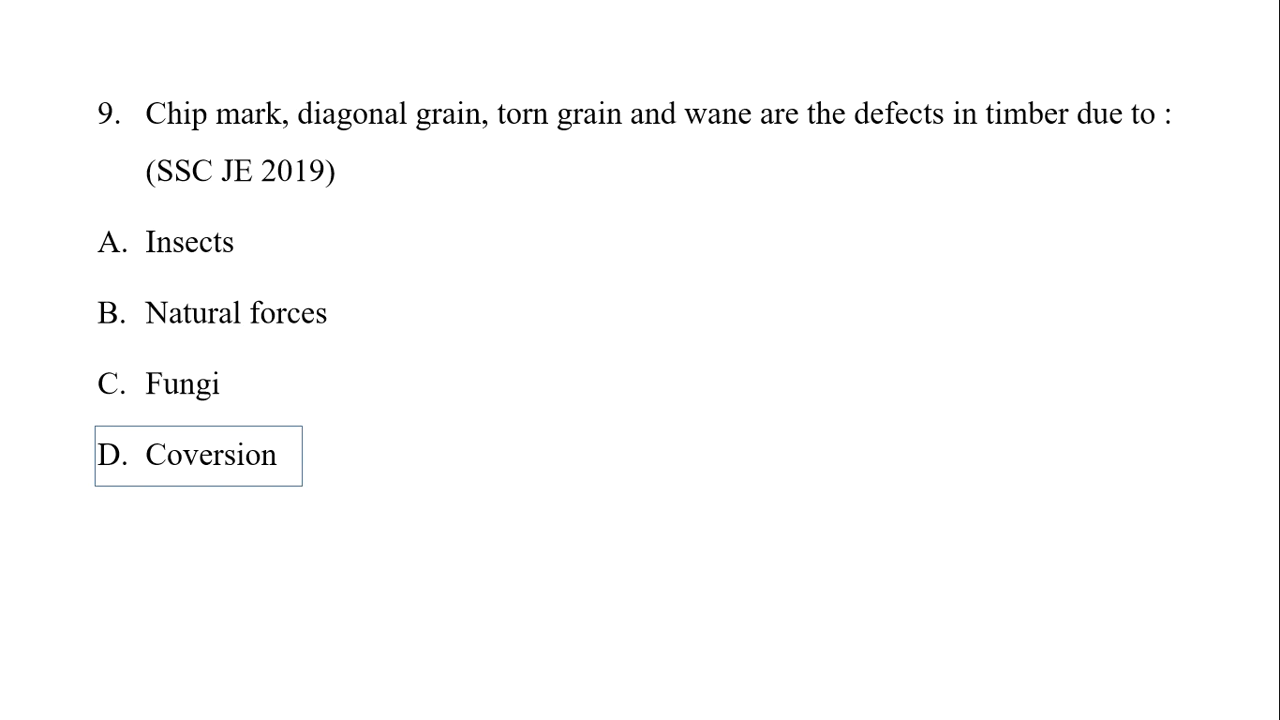 9. Chip mark, diagonal grain, torn grain and wane are the defects in timber due to :
(SSC JE 2019)
A. Insects
B. Natural forces
C. Fungi
D. Coversion